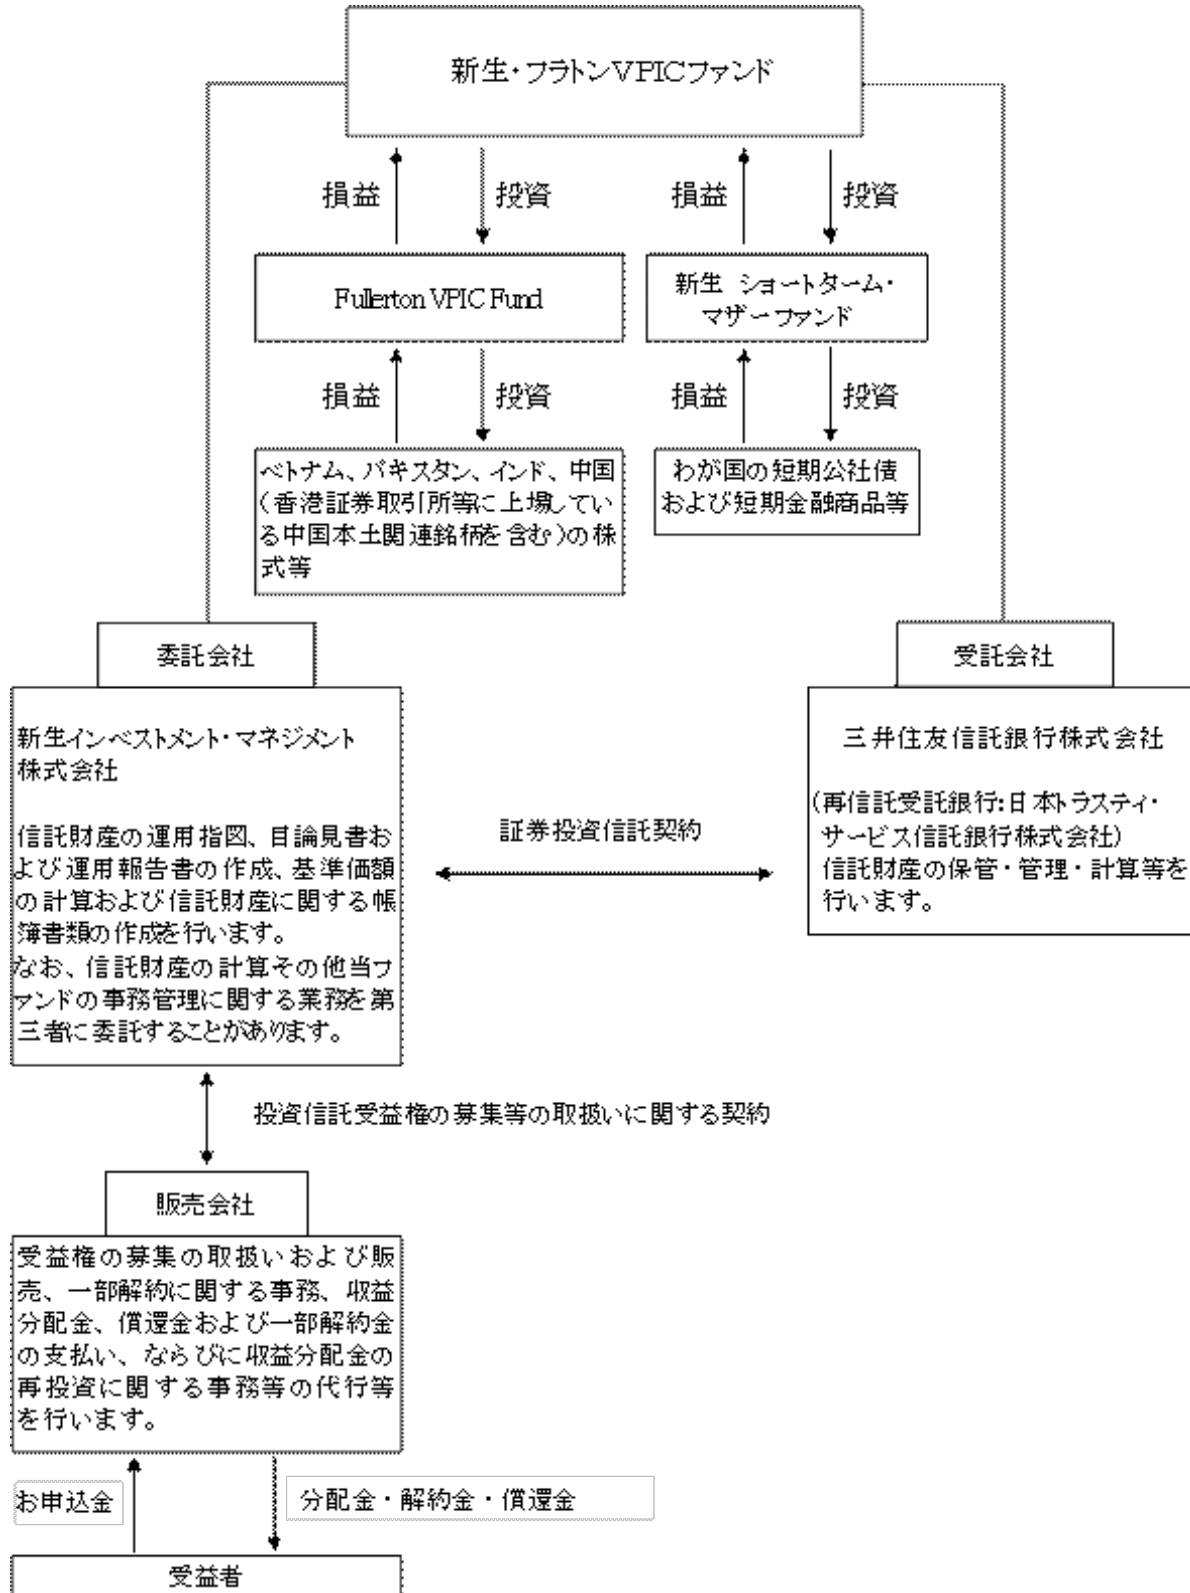 新生・フラトンVPICファンド
損益
投資
損益
投資
Fullerton VPIC Fund
新生 ショートターム・
マザーファンド
損益
投資
損益
投資
ベトナム、パキスタン、インド、中国
(香港証券取引所等に上場してい
る中国本土関連銘柄を含む)の株
式等
わが国の短期公社債
および短期金融商品等
委託会社
受託会社
新生インベストメント・マネジメント
株式会社
信託財産の運用指図、目論見書お
よび運用報告書の作成、基準価額
の計算および信託財産に関する帳
簿書類の作成を行います。
なお、信託財産の計算その他当フ
ァンドの事務管理に関する業務を第
三者に委託することがあります。
証券投資信託契約
三井住友信託銀行株式会社
(再信託受託銀行:日本トラスティ・
サービス信託銀行株式会社)
信託財産の保管・管理・計算等を
行います。
投資信託受益権の募集等の取扱いに関する契約
販売会社
受益権の募集の取扱いおよび販
売、一部解約に関する事務、収益
分配金、償還金および一部解約金
の支払い、ならびに収益分配金の
再投資に関する事務等の代行等
を行います。
お申込金
分配金・解約金・償還金
受益者